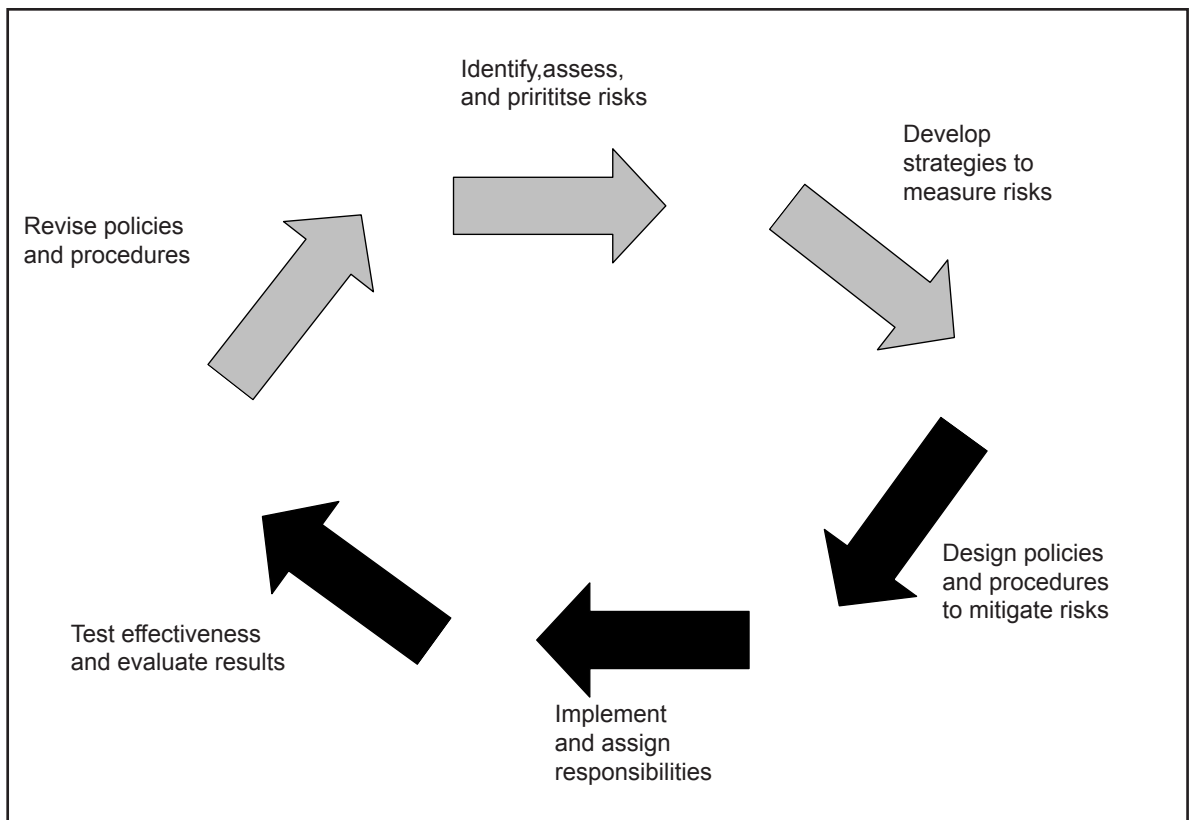 Identify,assess,
and pririttse risks
Develop
strategies to
measure risks
Design policies
and procedures
to mitigate risks
Implement
and assign
responsibilities
Test effectiveness
and evaluate results
Revise policies
and procedures